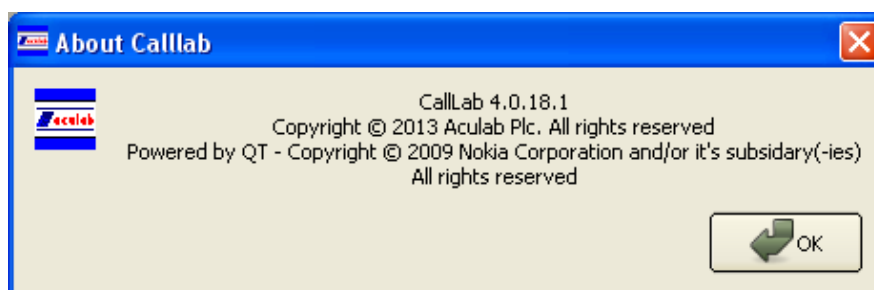 About Calllab
aculab
CallLab 4.0.18.1
Copyright © 2013 Aculab Plc. All rights reserved
Powered by QT - Copyright © 2009 Nokia Corporation and/or it's subsidary(-ies)
All rights reserved
OK